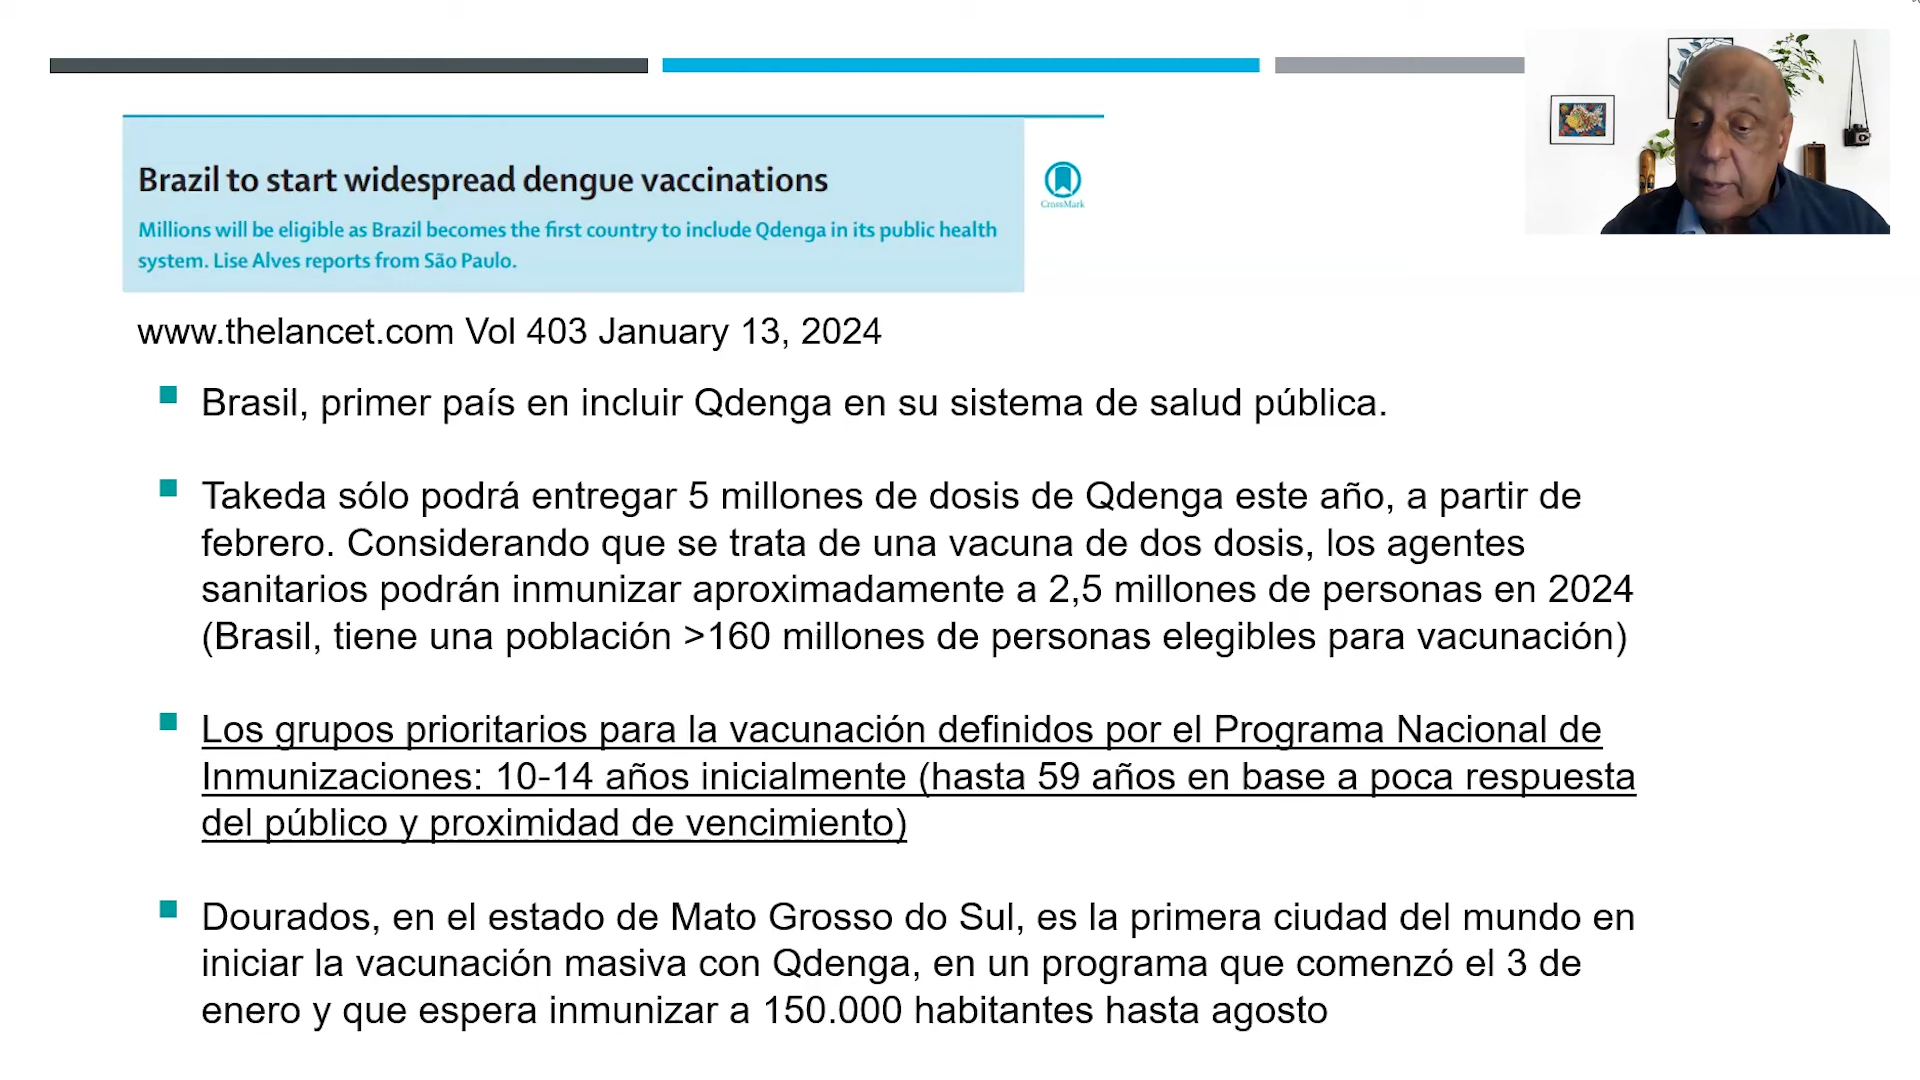 Brazil to start widespread dengue vaccinations
Millions will be eligible as Brazil becomes the first country to include Qdenga in its public health
system. Lise Alves reports from São Paulo.
CrossMark
www.thelancet.com Vol 403 January 13, 2024
Brasil, primer país en incluir Qdenga en su sistema de salud pública.
Takeda sólo podrá entregar 5 millones de dosis de Qdenga este año, a partir de
febrero. Considerando que se trata de una vacuna de dos dosis, los agentes
sanitarios podrán inmunizar aproximadamente a 2,5 millones de personas en 2024
(Brasil, tiene una población >160 millones de personas elegibles para vacunación)
Los grupos prioritarios para la vacunación definidos por el Programa Nacional de
Inmunizaciones: 10-14 años inicialmente (hasta 59 años en base a poca respuesta
del público y proximidad de vencimiento)
Dourados, en el estado de Mato Grosso do Sul, es la primera ciudad del mundo en
iniciar la vacunación masiva con Qdenga, en un programa que comenzó el 3 de
enero y que espera inmunizar a 150.000 habitantes hasta agosto